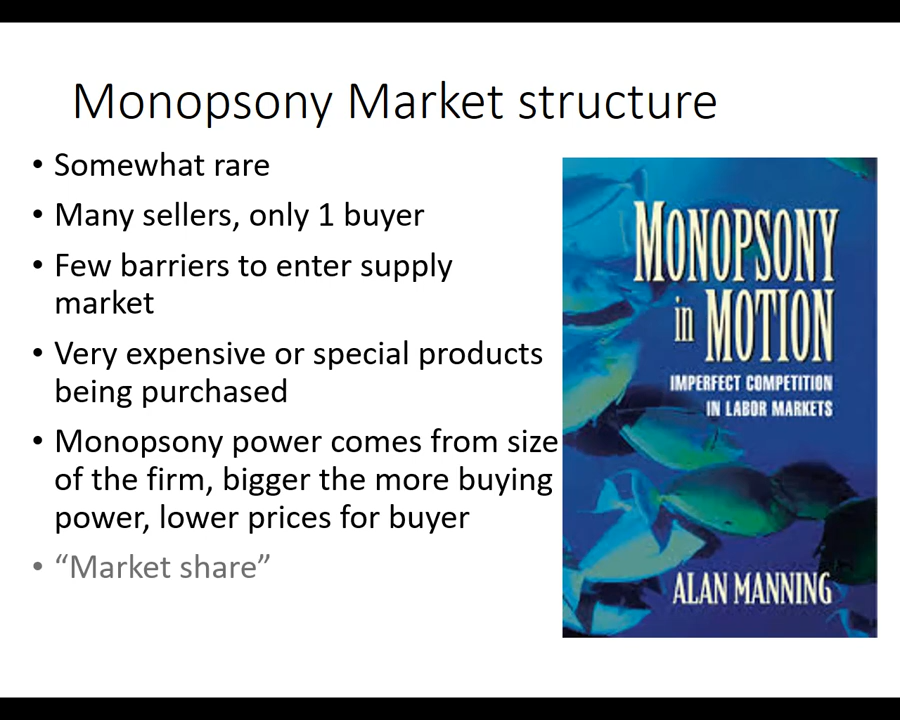 Monopsony Market structure
• Somewhat rare
• Many sellers, only 1 buyer
• Few barriers to enter supply
market
• Very expensive or special products
being purchased
• Monopsony power comes from size
of the firm, bigger the more buying
power, lower prices for buyer
• “Market share”
MONOPSONY
in MOTION
IMPERFECT COMPETITION
IN LABOR MARKETS
ALAN MANNING